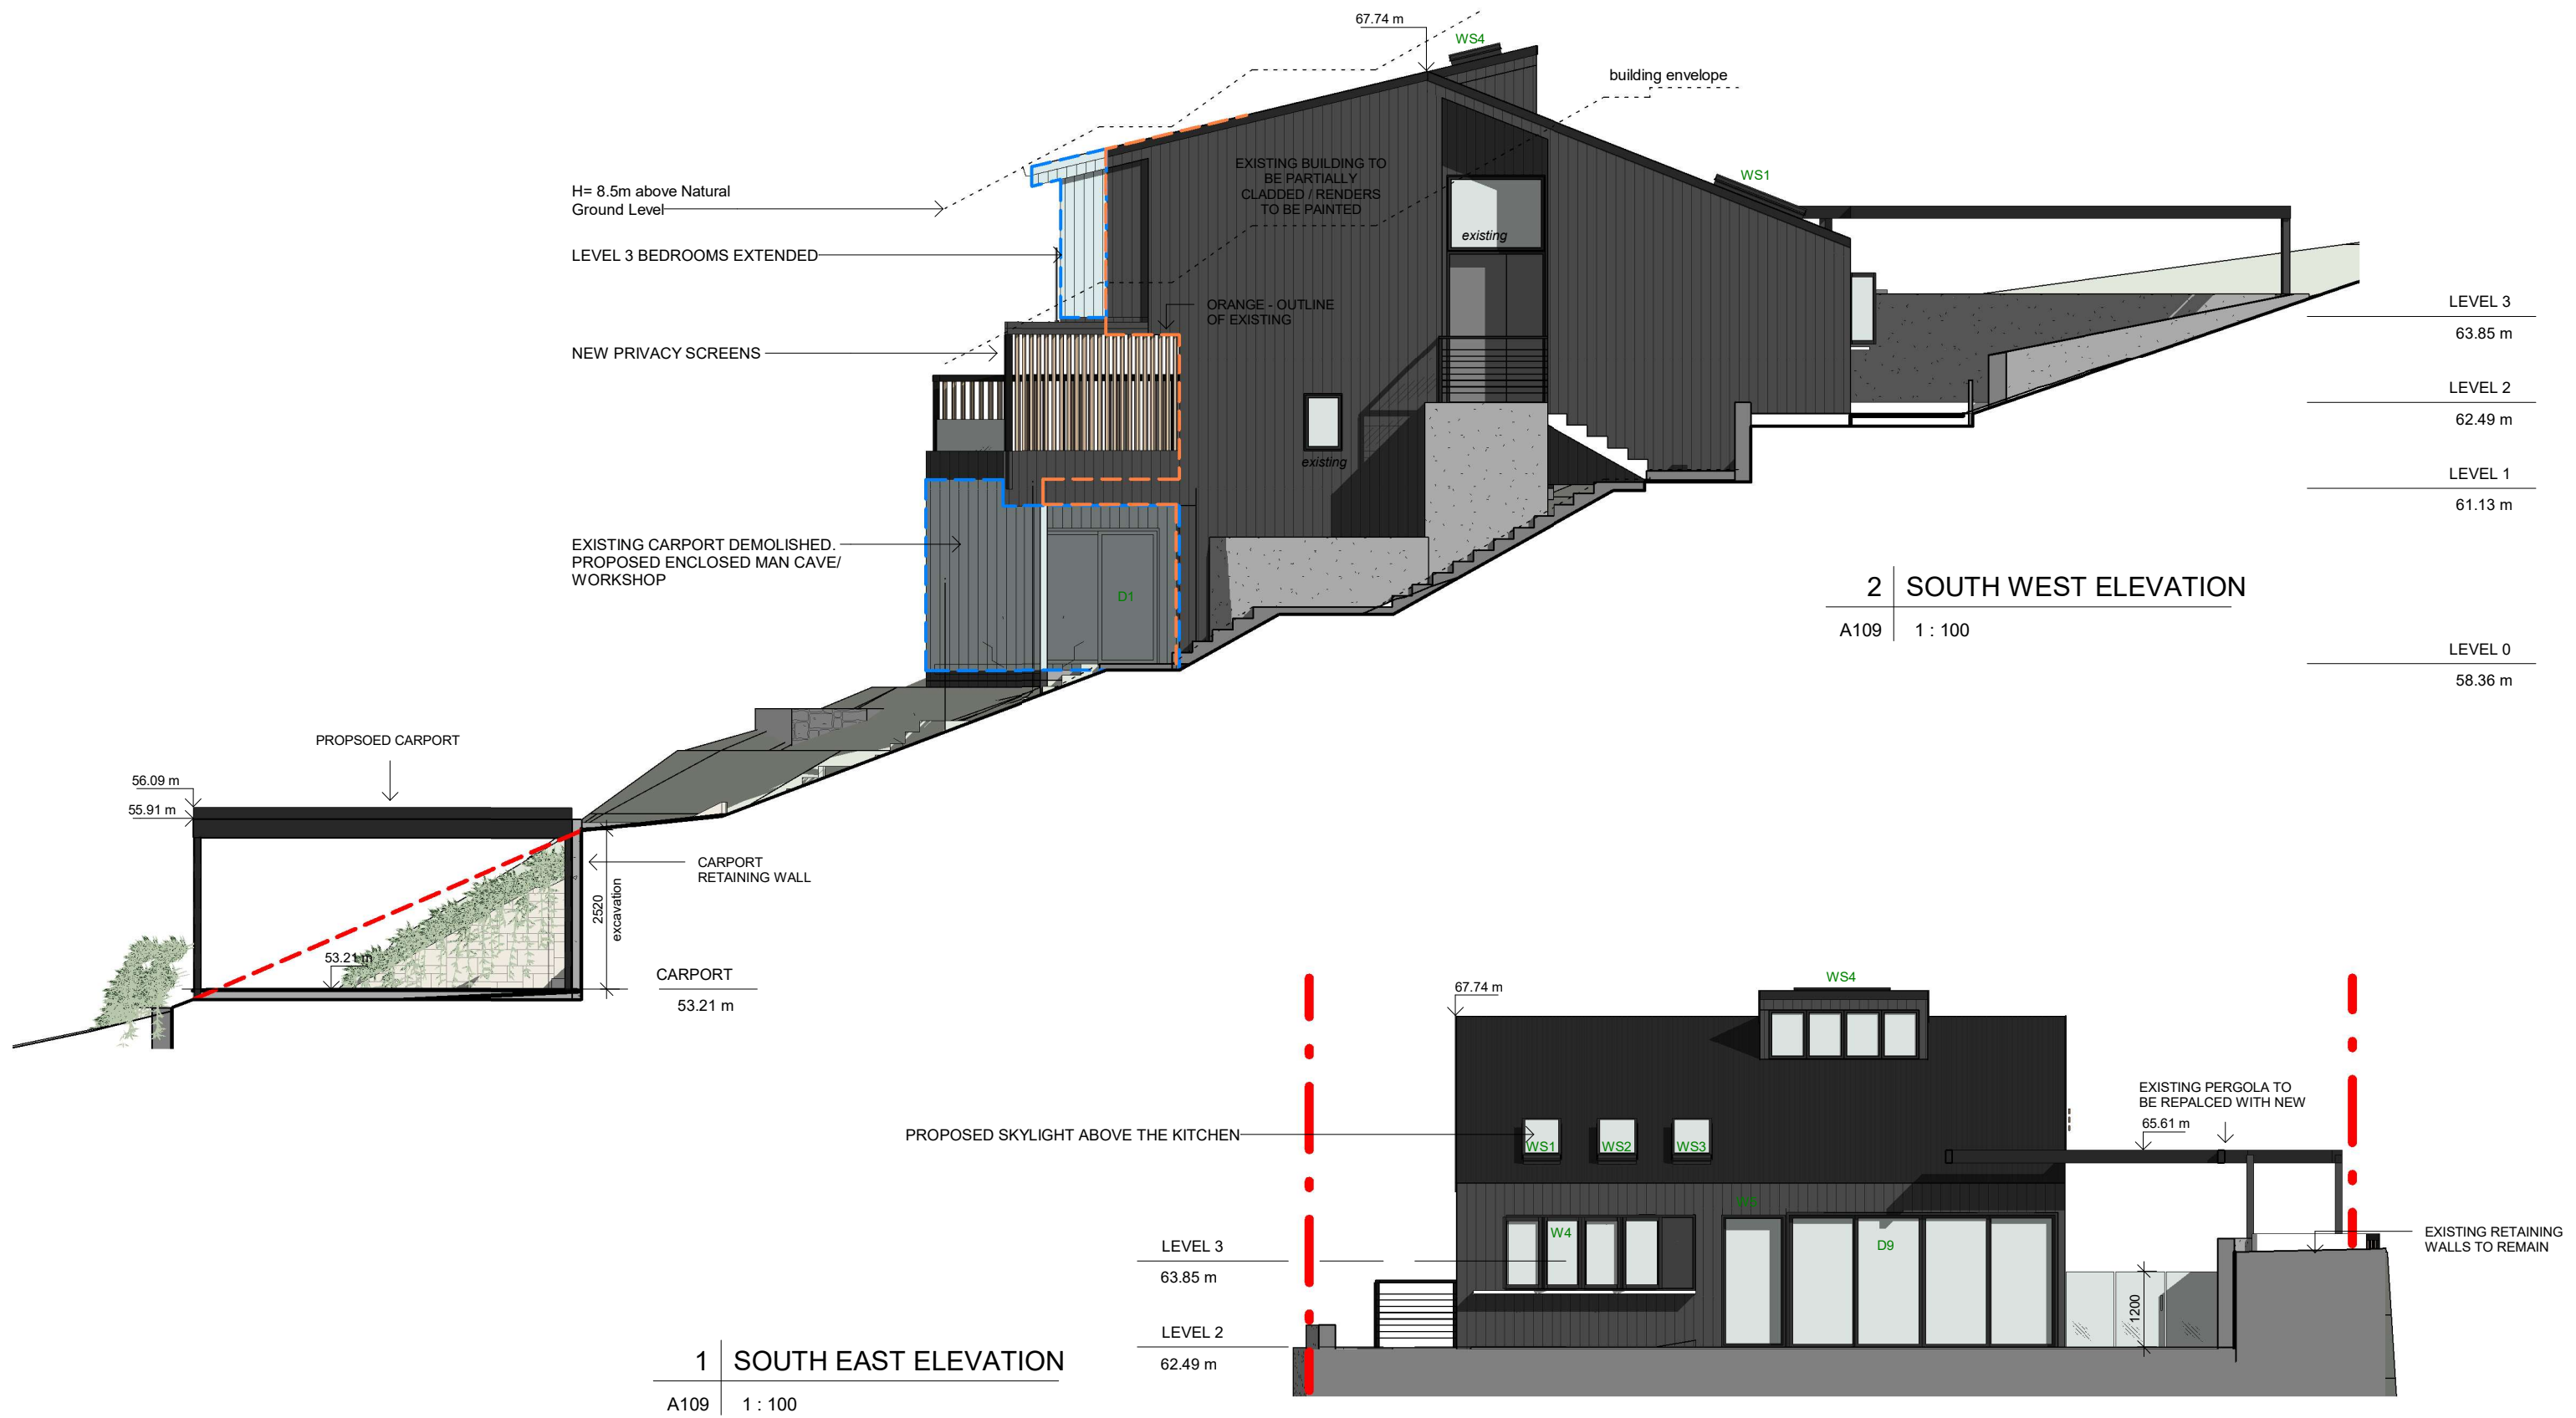 67.74 m
WS4
building envelope
H= 8.5m above Natural
Ground Level
EXISTING BUILDING TO
BE PARTIALLY
CLADDED / RENDERS
TO BE PAINTED
WS1
existing
LEVEL 3 BEDROOMS EXTENDED
ORANGE - OUTLINE
OF EXISTING
NEW PRIVACY SCREENS
existing
LEVEL 3
63.85 m
LEVEL 2
62.49 m
LEVEL 1
61.13 m
EXISTING CARPORT DEMOLISHED.
PROPOSED ENCLOSED MAN CAVE/
WORKSHOP
D1
2 SOUTH WEST ELEVATION
A109 1 : 100
LEVEL 0
58.36 m
PROPSOED CARPORT
56.09 m
55.91 m
CARPORT
RETAINING WALL
2520
excavation
53.21 m
CARPORT
53.21 m
WS4
67.74 m
EXISTING PERGOLA TO
BE REPALCED WITH NEW
65.61 m
PROPOSED SKYLIGHT ABOVE THE KITCHEN
WS1
WS2
WS3
W4
D9
EXISTING RETAINING
WALLS TO REMAIN
LEVEL 3
63.85 m
1200
LEVEL 2
62.49 m
1 SOUTH EAST ELEVATION
A109 1 : 100